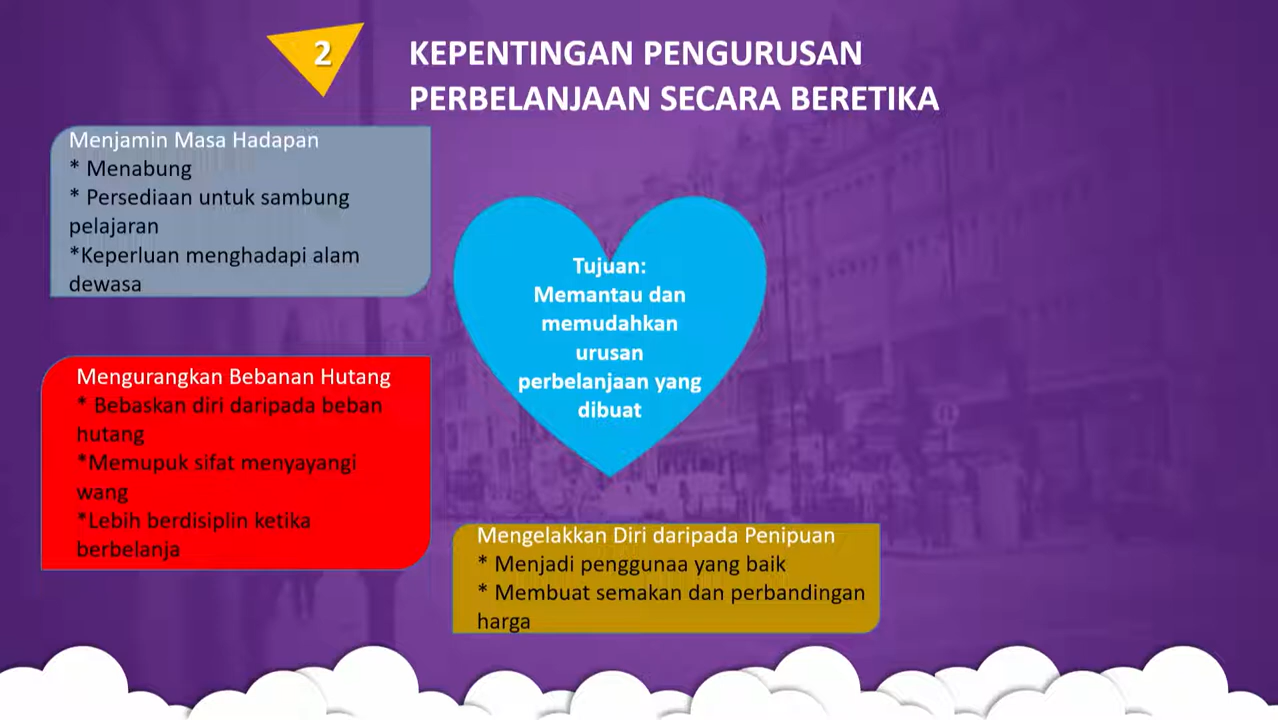 2
KEPENTINGAN PENGURUSAN
PERBELANJAAN SECARA BERETIKA
Menjamin Masa Hadapan
* Menabung
* Persediaan untuk sambung
pelajaran
*Keperluan menghadapi alam
dewasa
Tujuan:
Memantau dan
memudahkan
urusan
perbelanjaan yang
dibuat
Mengurangkan Bebanan Hutang
* Bebaskan diri daripada beban
hutang
*Memupuk sifat menyayangi
wang
*Lebih berdisiplin ketika
berbelanja
Mengelakkan Diri daripada Penipuan
* Menjadi penggunaa yang baik
* Membuat semakan dan perbandingan
harga